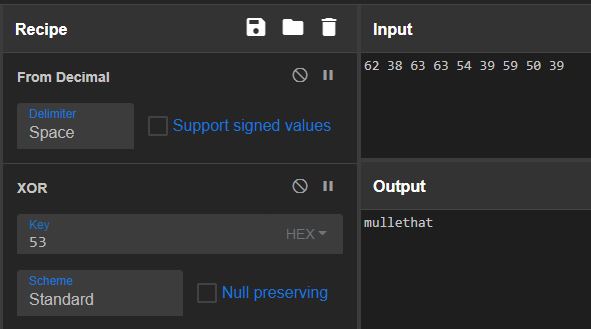 Recipe
From Decimal
Delimiter
Space
Support signed values
XOR
Key
53
HEX
Scheme
Standard
Null preserving
Input
62 38 63 63 54 39 59 50 39
Output
mullethat